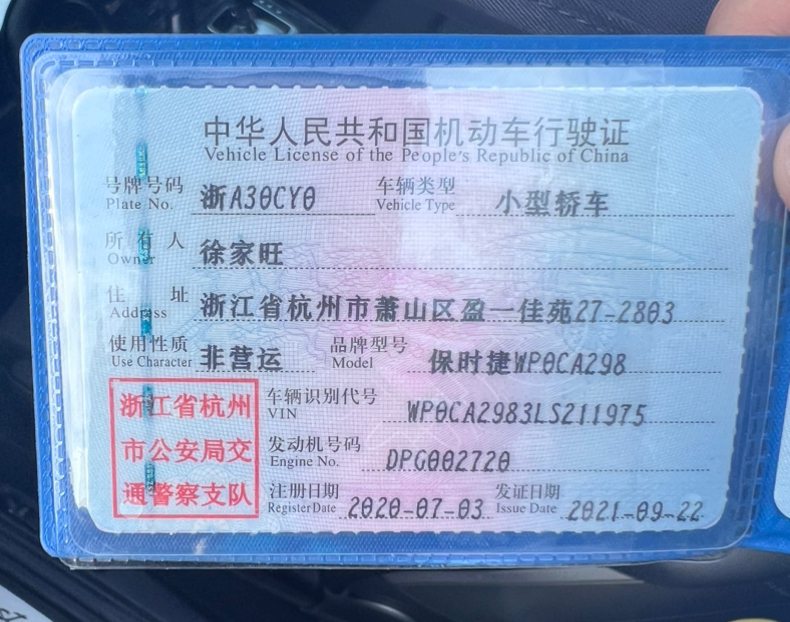 中华人民共和国机动车行驶证
Vehicle License of the People's Republic of China
号牌号码 浙A30CY0 车辆类型 小型轿车
Plate No. Vehicle Type
所有人 徐家旺
Owner
住址 浙江省杭州市萧山区盈一佳苑27-2803
Address
使用性质 非营运 品牌型号 保时捷WP0CA298
Use Character Model
浙江省杭州 车辆识别代号 WP0CA2983LS211975
VIN
市公安局交 发动机号码 DPG002720
Engine No.
通警察支队 注册日期 2020-07-03 发证日期 2021-09-22
Register Date Issue Date